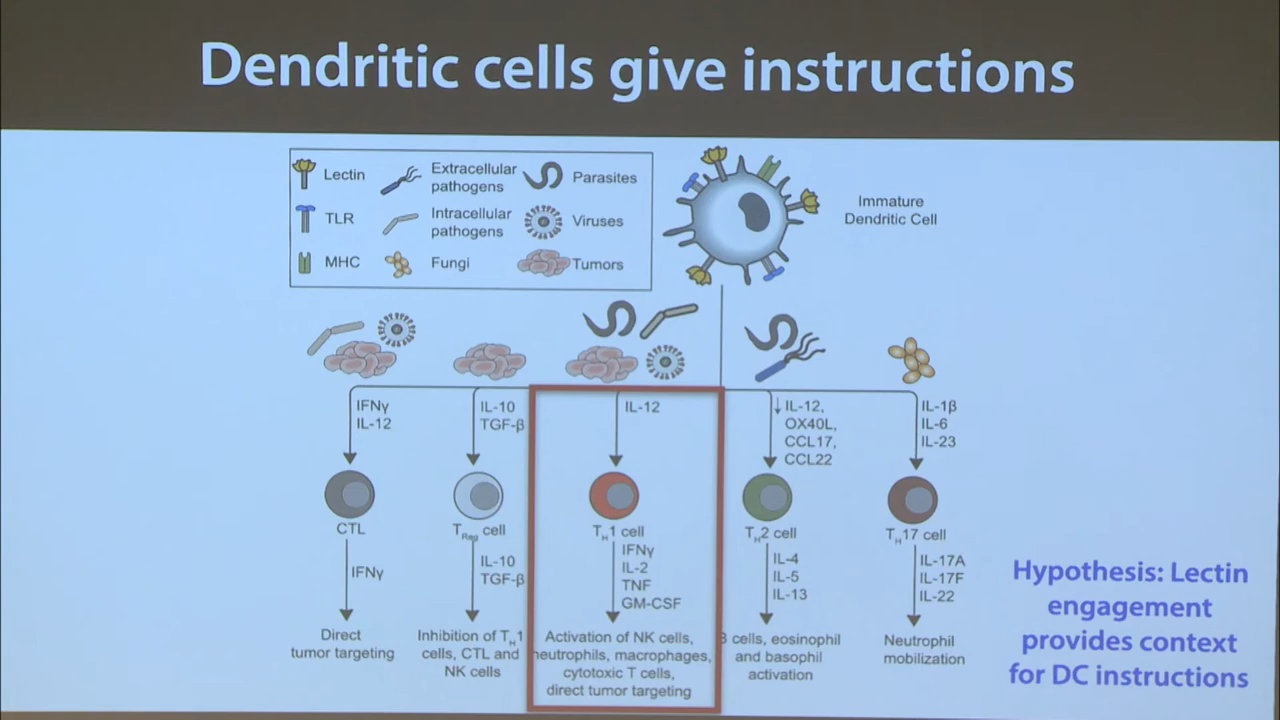 Dendritic cells give instructions
Lectin
Extracellular
pathogens
Parasites
TLR
Intracellular
pathogens
Viruses
MHC
Fungi
Tumors
Immature
Dendritic Cell
IFNγ
IL-12
IL-10
TGF-β
IL-12
↓ IL-12,
OX40L,
CCL17,
CCL22
IL-1β
IL-6
IL-23
CTL
TReg cell
TH1 cell
TH2 cell
TH17 cell
IFNγ
IL-10
TGF-β
IFNγ
IL-2
TNF
GM-CSF
IL-4
IL-5
IL-13
IL-17A
IL-17F
IL-22
Direct
tumor targeting
Inhibition of TH1
cells, CTL and
NK cells
Activation of NK cells,
neutrophils, macrophages,
cytotoxic T cells,
direct tumor targeting
B cells, eosinophil
and basophil
activation
Neutrophil
mobilization
Hypothesis: Lectin
engagement
provides context
for DC instructions